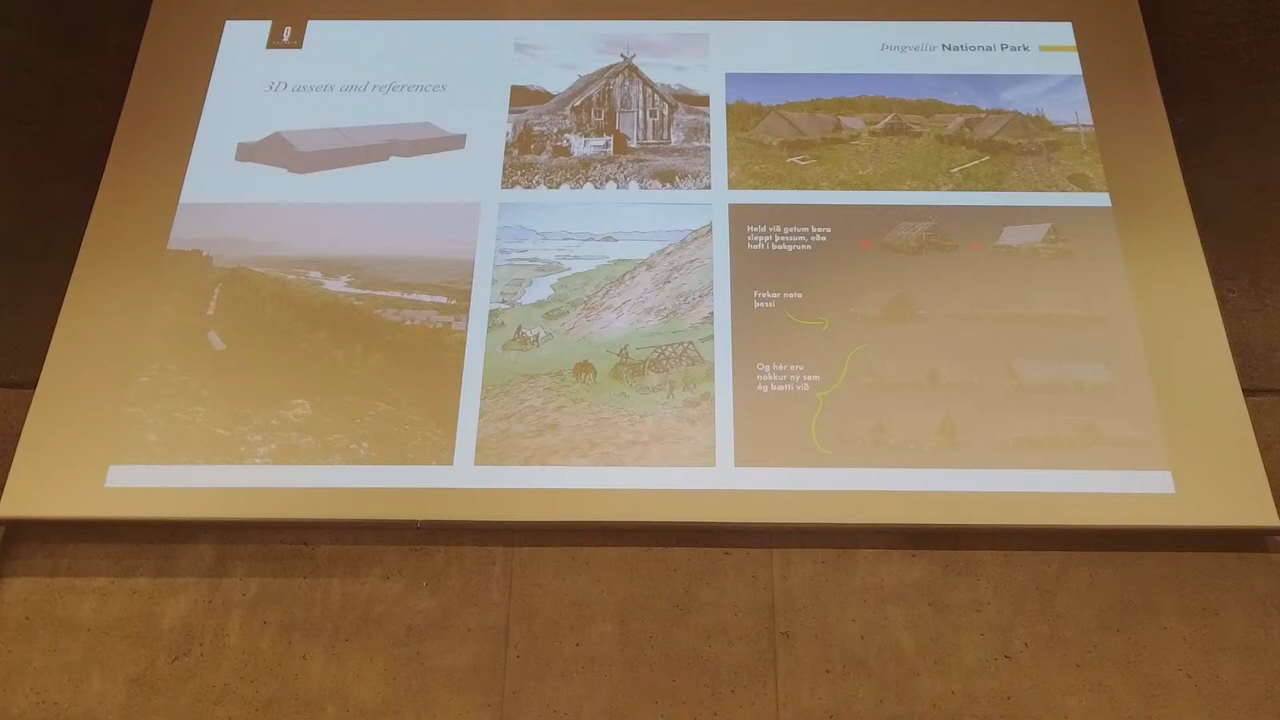 Þingvellir National Park
3D assets and references
Held við getum bara
sleppt þessum, eða
haft í bakgrunn
Frekar nota
þessi
Og hér eru
nokkur ný sem
ég bætti við